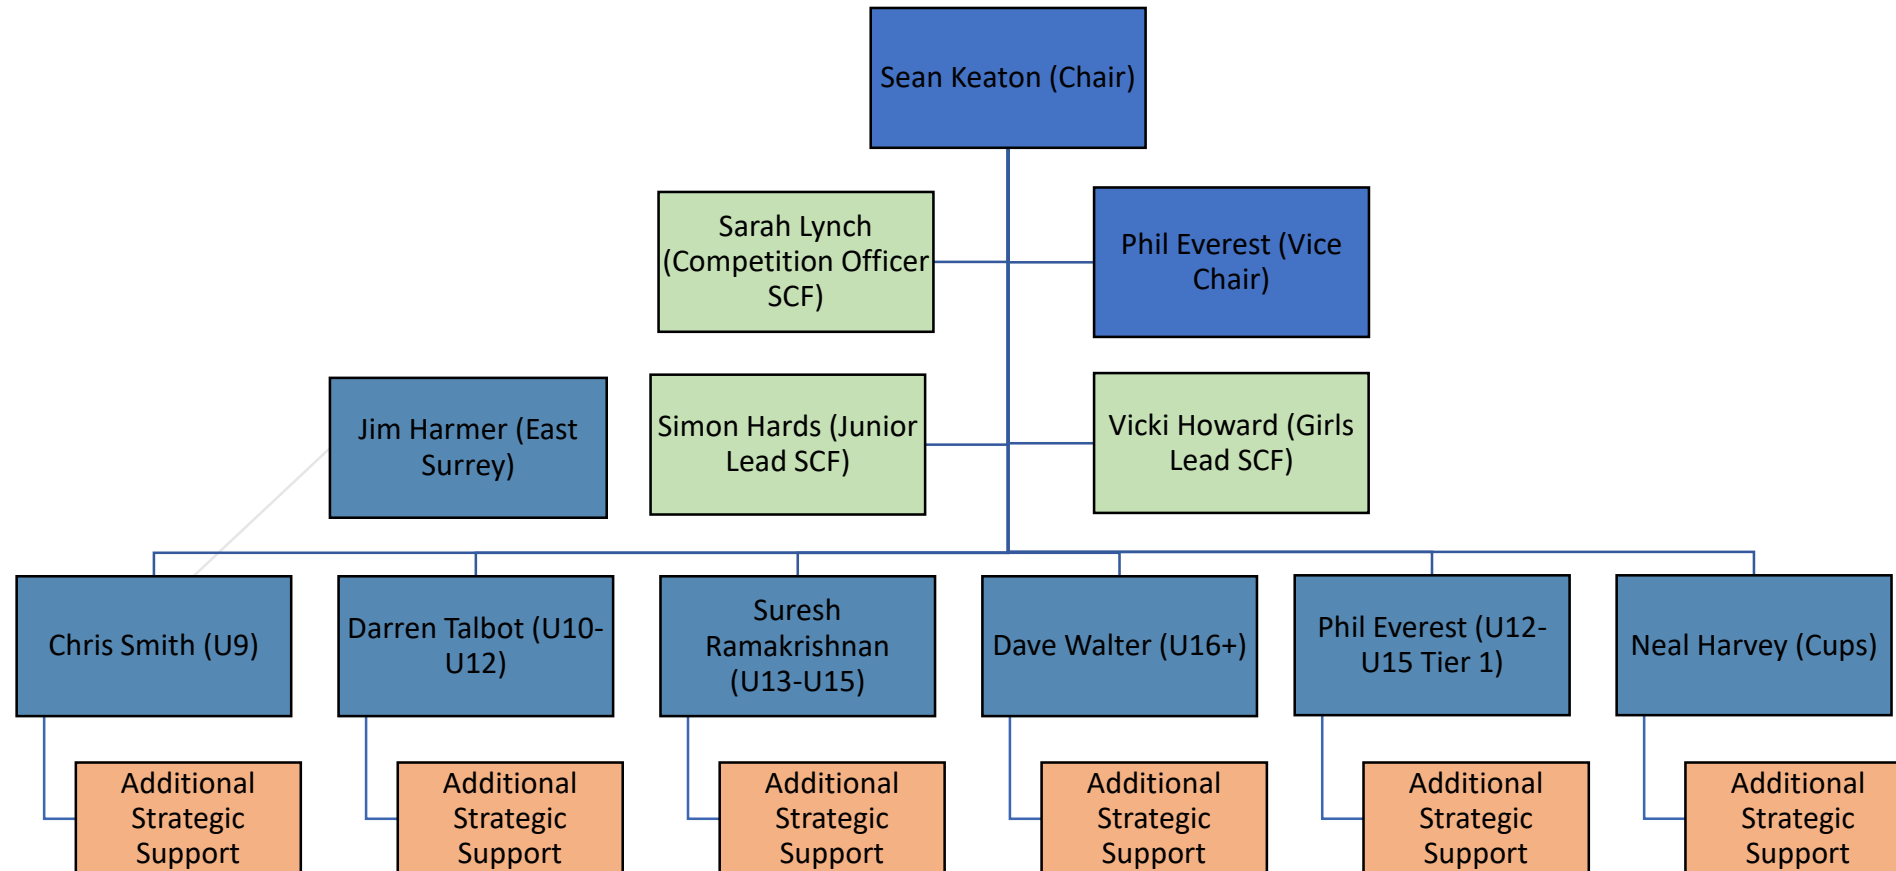 Sean Keaton (Chair)
Sarah Lynch
(Competition Officer
SCF)
Phil Everest (Vice
Chair)
Jim Harmer (East
Surrey)
Simon Hards (Junior
Lead SCF)
Vicki Howard (Girls
Lead SCF)
Chris Smith (U9)
Darren Talbot (U10-
U12)
Suresh
Ramakrishnan
(U13-U15)
Dave Walter (U16+)
Phil Everest (U12-
U15 Tier 1)
Neal Harvey (Cups)
Additional
Strategic
Support
Additional
Strategic
Support
Additional
Strategic
Support
Additional
Strategic
Support
Additional
Strategic
Support
Additional
Strategic
Support